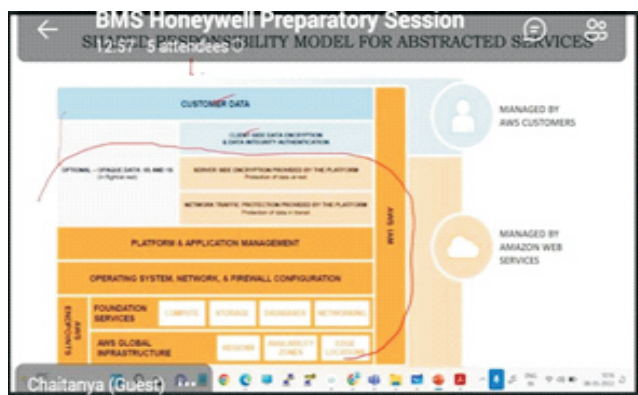 BMS Honeywell Preparatory Session
12:57 5 attendees
SHARED RESPONSIBILITY MODEL FOR ABSTRACTED SERVICES
CUSTOMER DATA
CLIENT-SIDE DATA ENCRYPTION
& DATA INTEGRITY AUTHENTICATION
OPTIONAL – OPAQUE DATA: 0S AND 1S
(in flight/at rest)
SERVER-SIDE ENCRYPTION PROVIDED BY THE PLATFORM
Protection of data at rest
NETWORK TRAFFIC PROTECTION PROVIDED BY THE PLATFORM
Protection of data in transit
PLATFORM & APPLICATION MANAGEMENT
OPERATING SYSTEM, NETWORK, & FIREWALL CONFIGURATION
AWS IAM
AWS
ENDPOINTS
FOUNDATION
SERVICES
COMPUTE
STORAGE
DATABASES
NETWORKING
AWS GLOBAL
INFRASTRUCTURE
REGIONS
AVAILABILITY
ZONES
EDGE
LOCATIONS
MANAGED BY
AWS CUSTOMERS
MANAGED BY
AMAZON WEB
SERVICES
Chaitanya (Guest)
ENG